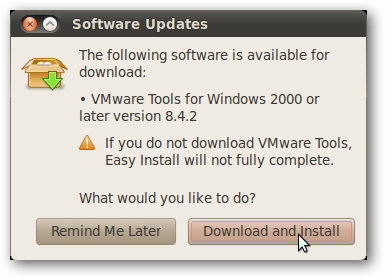 Software Updates
The following software is available for
download:
• VMware Tools for Windows 2000 or
later version 8.4.2
If you do not download VMware Tools,
Easy Install will not fully complete.
What would you like to do?
Remind Me Later
Download and Install